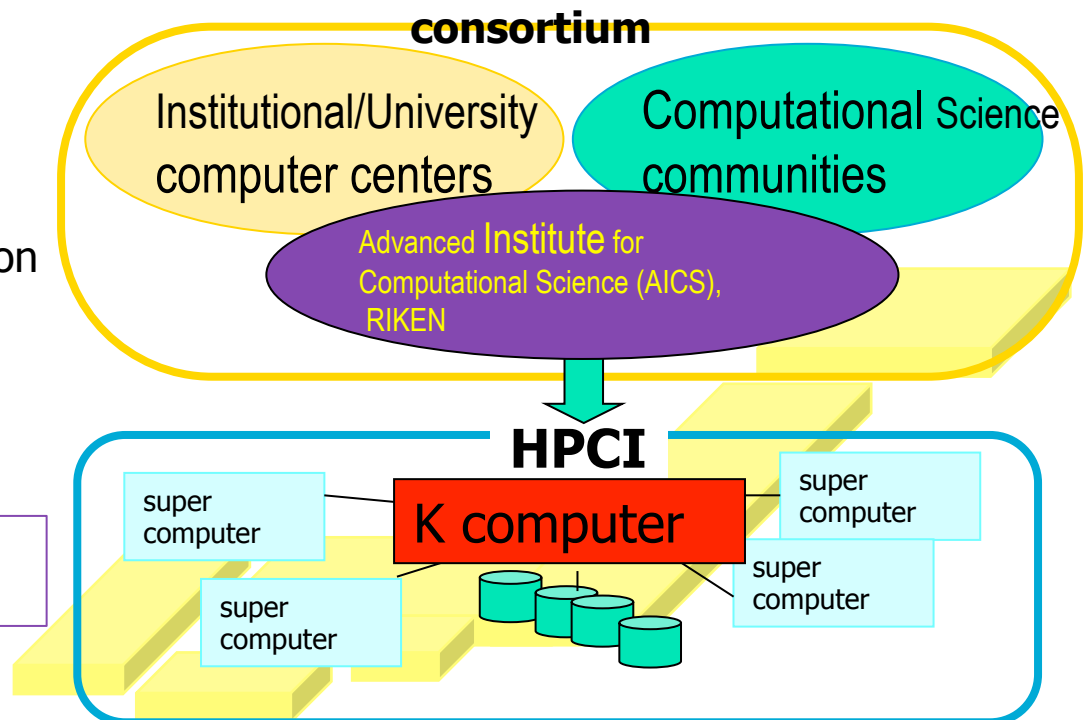 consortium
Institutional/University
computer centers
Computational Science
communities
on
Advanced Institute for
Computational Science (AICS),
RIKEN
HPCI
super
computer
K computer
super
computer
super
computer
super
computer